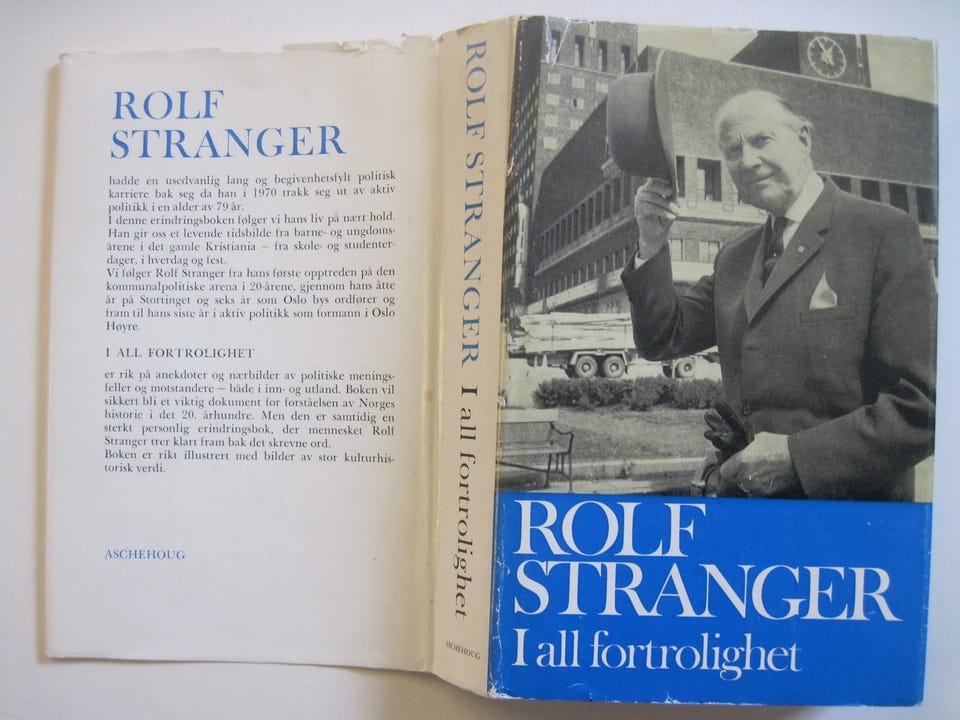 ROLF
STRANGER
hadde en usedvanlig lang og begivenhetsfylt politisk
karriere bak seg da han i 1970 trakk seg ut av aktiv
politikk i en alder av 79 år.
I denne erindringsboken følger vi hans liv på nært hold.
Han gir oss et levende tidsbilde fra barne- og ungdoms-
årene i det gamle Kristiania — fra skole- og studenter-
dager, i hverdag og fest.
Vi følger Rolf Stranger fra hans første opptreden på den
kommunalpolitiske arena i 20-årene, gjennom hans åtte
år på Stortinget og seks år som Oslo bys ordfører og
fram til hans siste år i aktiv politikk som formann i Oslo
Høyre.
I ALL FORTROLIGHET
er rik på anekdoter og nærbilder av politiske menings-
feller og motstandere — både i inn- og utland. Boken vil
sikkert bli et viktig dokument for forståelsen av Norges
historie i det 20. århundre. Men den er samtidig en
sterkt personlig erindringsbok, der mennesket Rolf
Stranger trer klart fram bak det skrevne ord.
Boken er rikt illustrert med bilder av stor kulturhis-
torisk verdi.
ASCHEHOUG
ROLF STRANGER I all fortrolighet
ASCHEHOUG
ROLF
STRANGER
I all fortrolighet